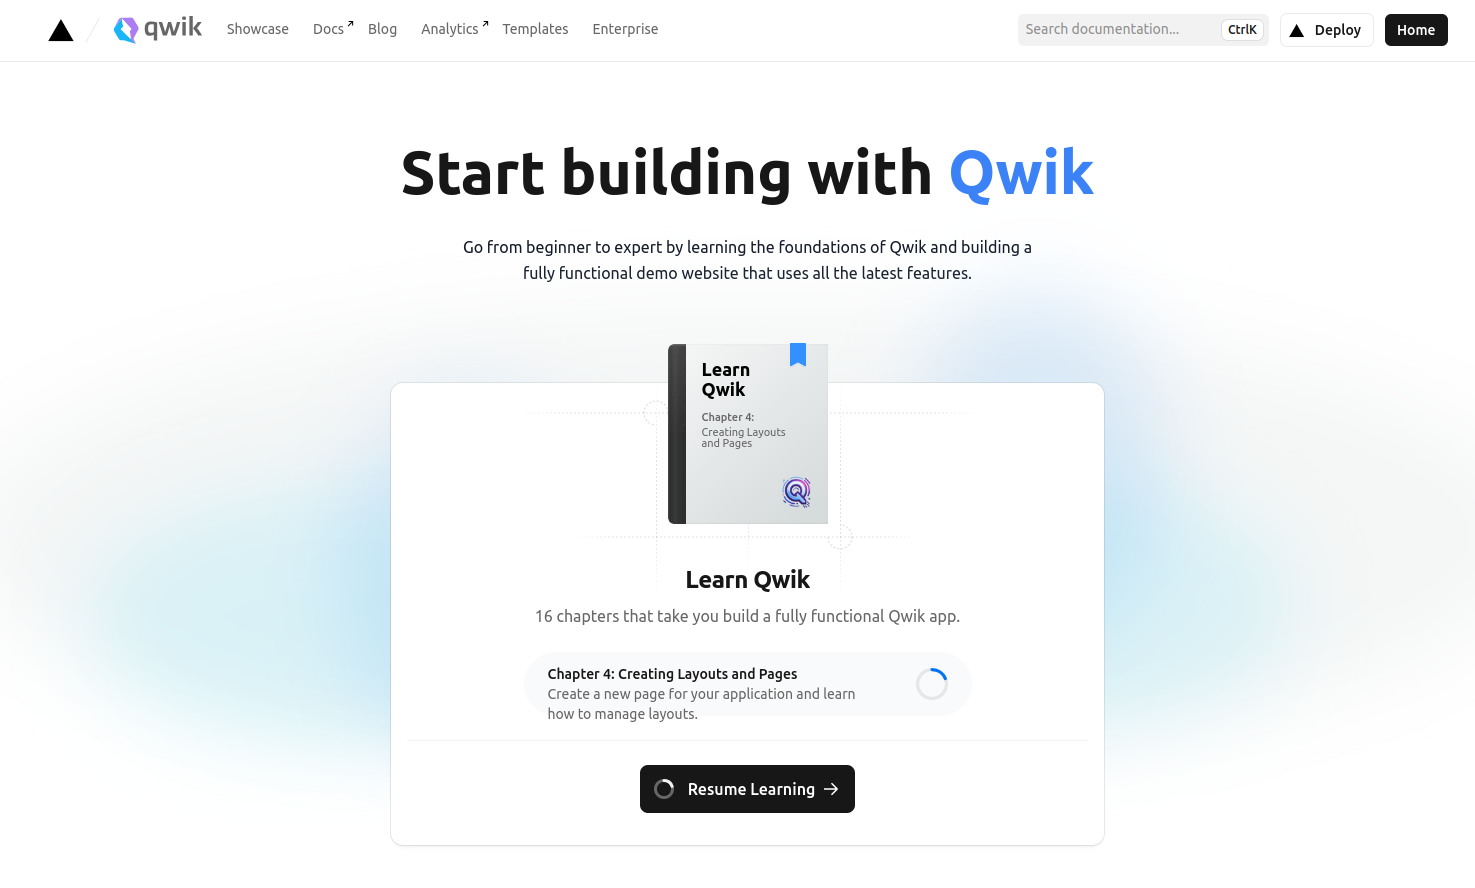 qwik
Showcase
Docs
Blog
Analytics
Templates
Enterprise
Search documentation...
CtrlK
Deploy
Home
Start building with Qwik
Go from beginner to expert by learning the foundations of Qwik and building a
fully functional demo website that uses all the latest features.
Learn
Qwik
Chapter 4:
Creating Layouts
and Pages
Q
Learn Qwik
16 chapters that take you build a fully functional Qwik app.
Chapter 4: Creating Layouts and Pages
Create a new page for your application and learn
how to manage layouts.
Resume Learning →